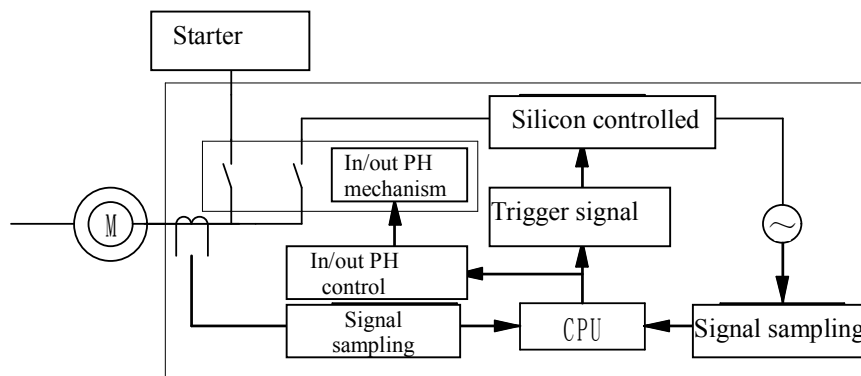 Starter
Silicon controlled
In/out PH
mechanism
Trigger signal
M
In/out PH
control
Signal
sampling
CPU
Signal sampling